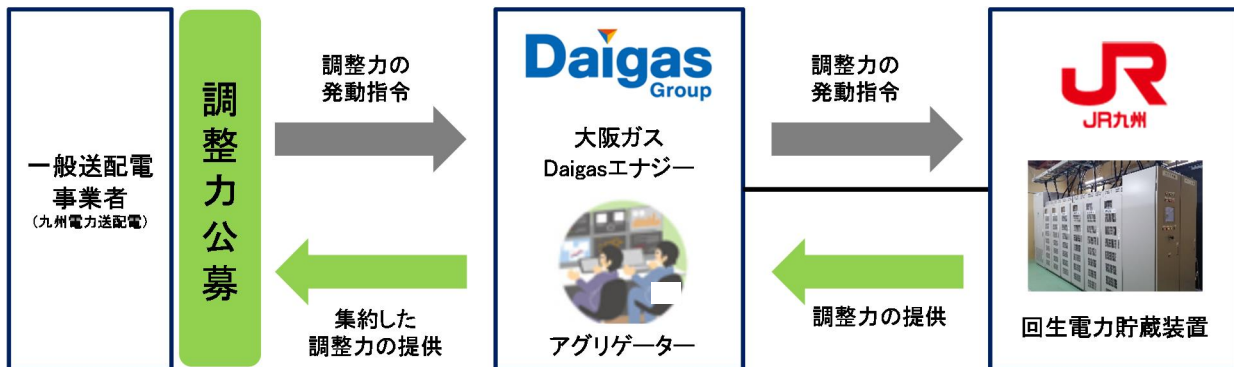 一般送配電
事業者
(九州電力送配電)
調整力公募
調整力の
発動指令
集約した
調整力の提供
Daigas
Group
大阪ガス
Daigasエナジー
アグリゲーター
調整力の
発動指令
調整力の提供
JR
JR九州
回生電力貯蔵装置